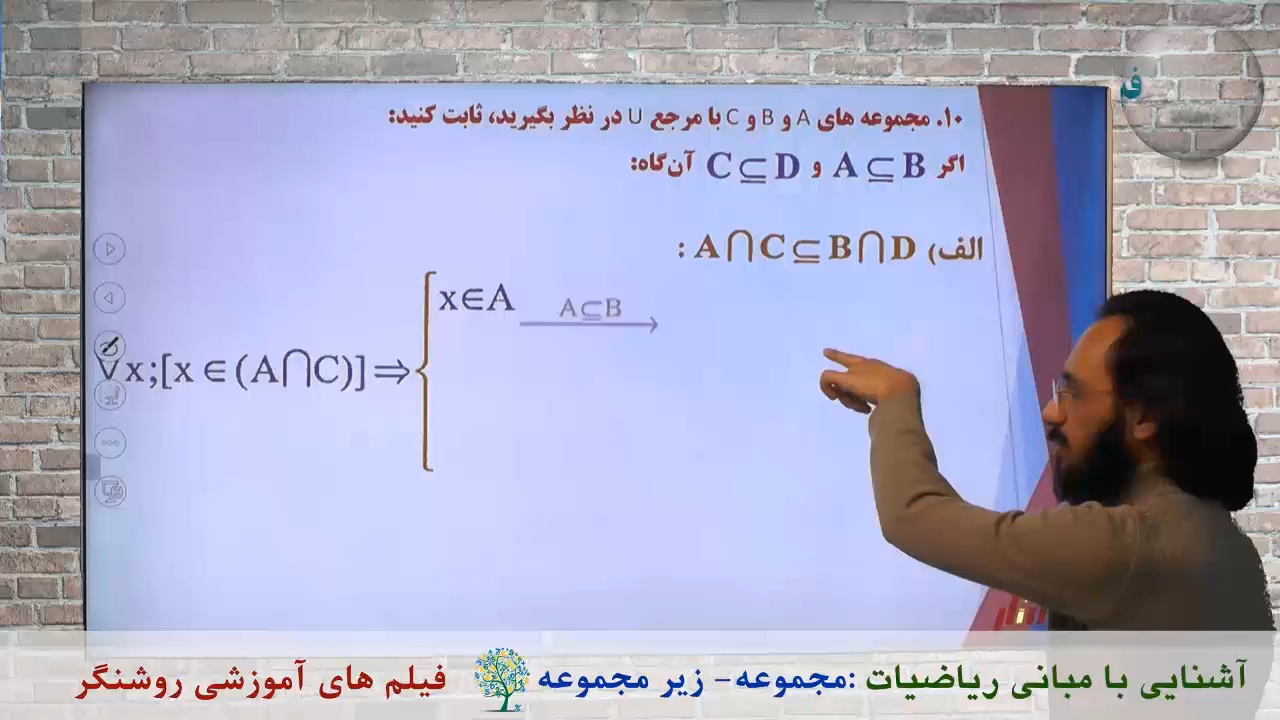 ۱۰. مجموعه های A و B و C با مرجع U در نظر بگیرید، ثابت کنید:
اگر A⊆B و C⊆D آن‌گاه:
الف) A⋂C⊆B⋂D :
x∈A A⊆B
∀x;[x∈(A⋂C)]⇒{
آشنایی با مبانی ریاضیات :مجموعه- زیر مجموعه فیلم های آموزشی روشنگر